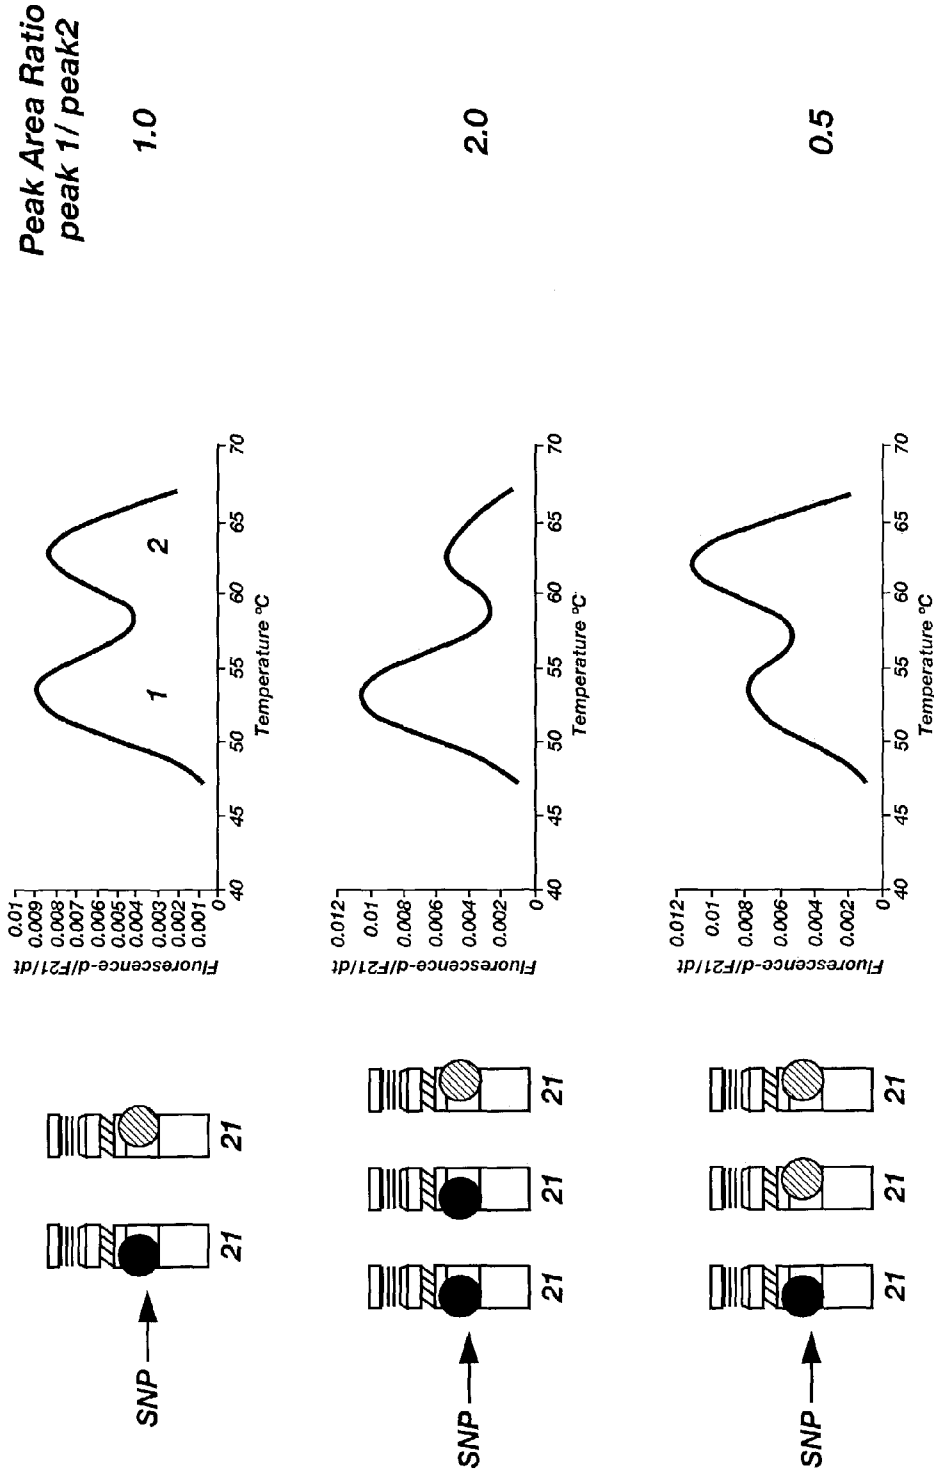 Peak Area Ratio
peak 1/ peak2
SNP
21 21
Fluorescence-d/F21/dt
0.01
0.009
0.008
0.007
0.006
0.005
0.004
0.003
0.002
0.001
0
1 2
40 45 50 55 60 65 70
Temperature ºC
1.0
SNP
21 21 21
Fluorescence-d/F21/dt
0.012
0.01
0.008
0.006
0.004
0.002
0
40 45 50 55 60 65 70
Temperature ºC
2.0
SNP
21 21 21
Fluorescence-d/F21/dt
0.012
0.01
0.008
0.006
0.004
0.002
0
40 45 50 55 60 65 70
Temperature ºC
0.5